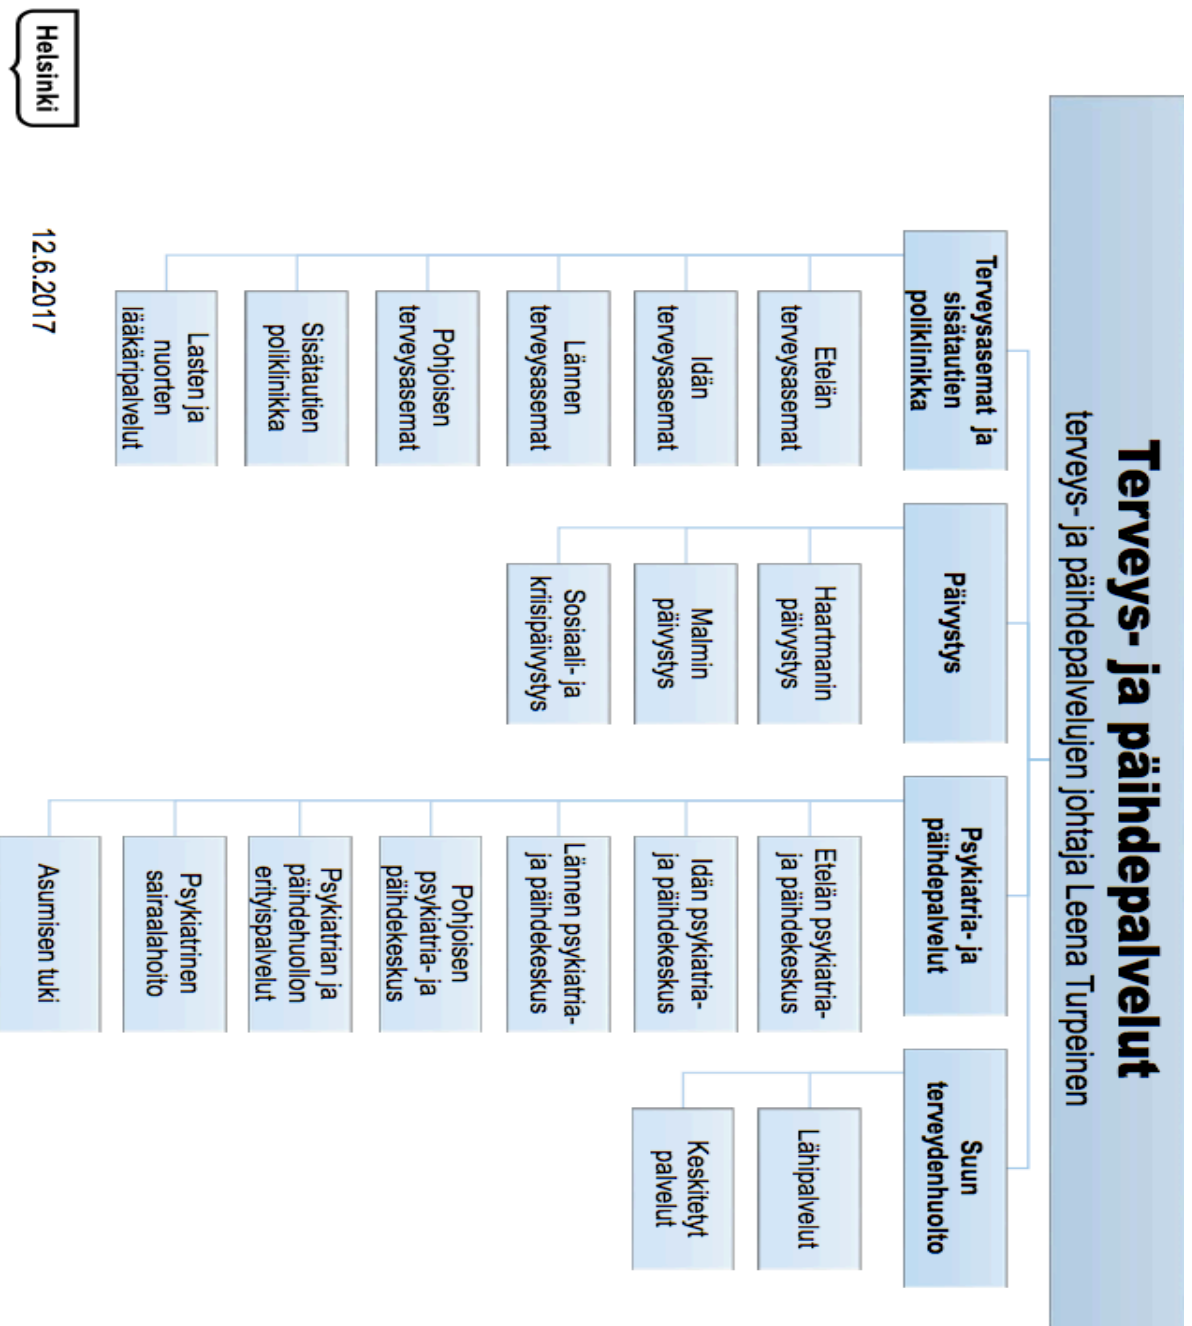 Terveys- ja päihdepalvelut
terveys- ja päihdepalvelujen johtaja Leena Turpeinen
Terveysasemat ja
sisätautien
poliklinikka
Etelän
terveysasemat
Idän
terveysasemat
Lännen
terveysasemat
Pohjoisen
terveysasemat
Sisätautien
poliklinikka
Lasten ja
nuorten
lääkäripalvelut
Päivystys
Haartmanin
päivystys
Malmin
päivystys
Sosiaali- ja
kriisipäivystys
Psykiatria- ja
päihdepalvelut
Etelän psykiatria-
ja päihdekeskus
Idän psykiatria-
ja päihdekeskus
Lännen psykiatria-
ja päihdekeskus
Pohjoisen
psykiatria- ja
päihdekeskus
Psykiatrian ja
päihdehuollon
erityispalvelut
Psykiatrinen
sairaalahoito
Asumisen tuki
Suun
terveydenhuolto
Lähipalvelut
Keskitetyt
palvelut
Helsinki
12.6.2017